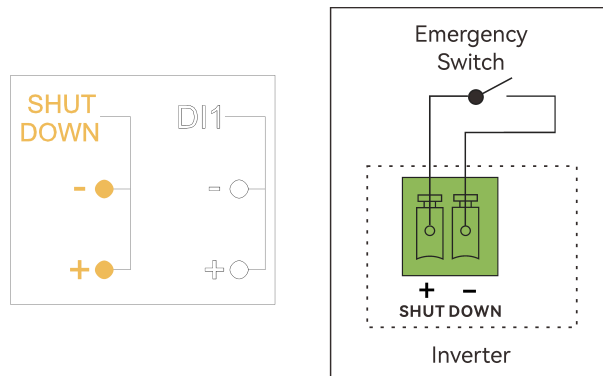 SHUT
DOWN
DI1
-
-
+
+
Emergency
Switch
+ -
SHUT DOWN
Inverter